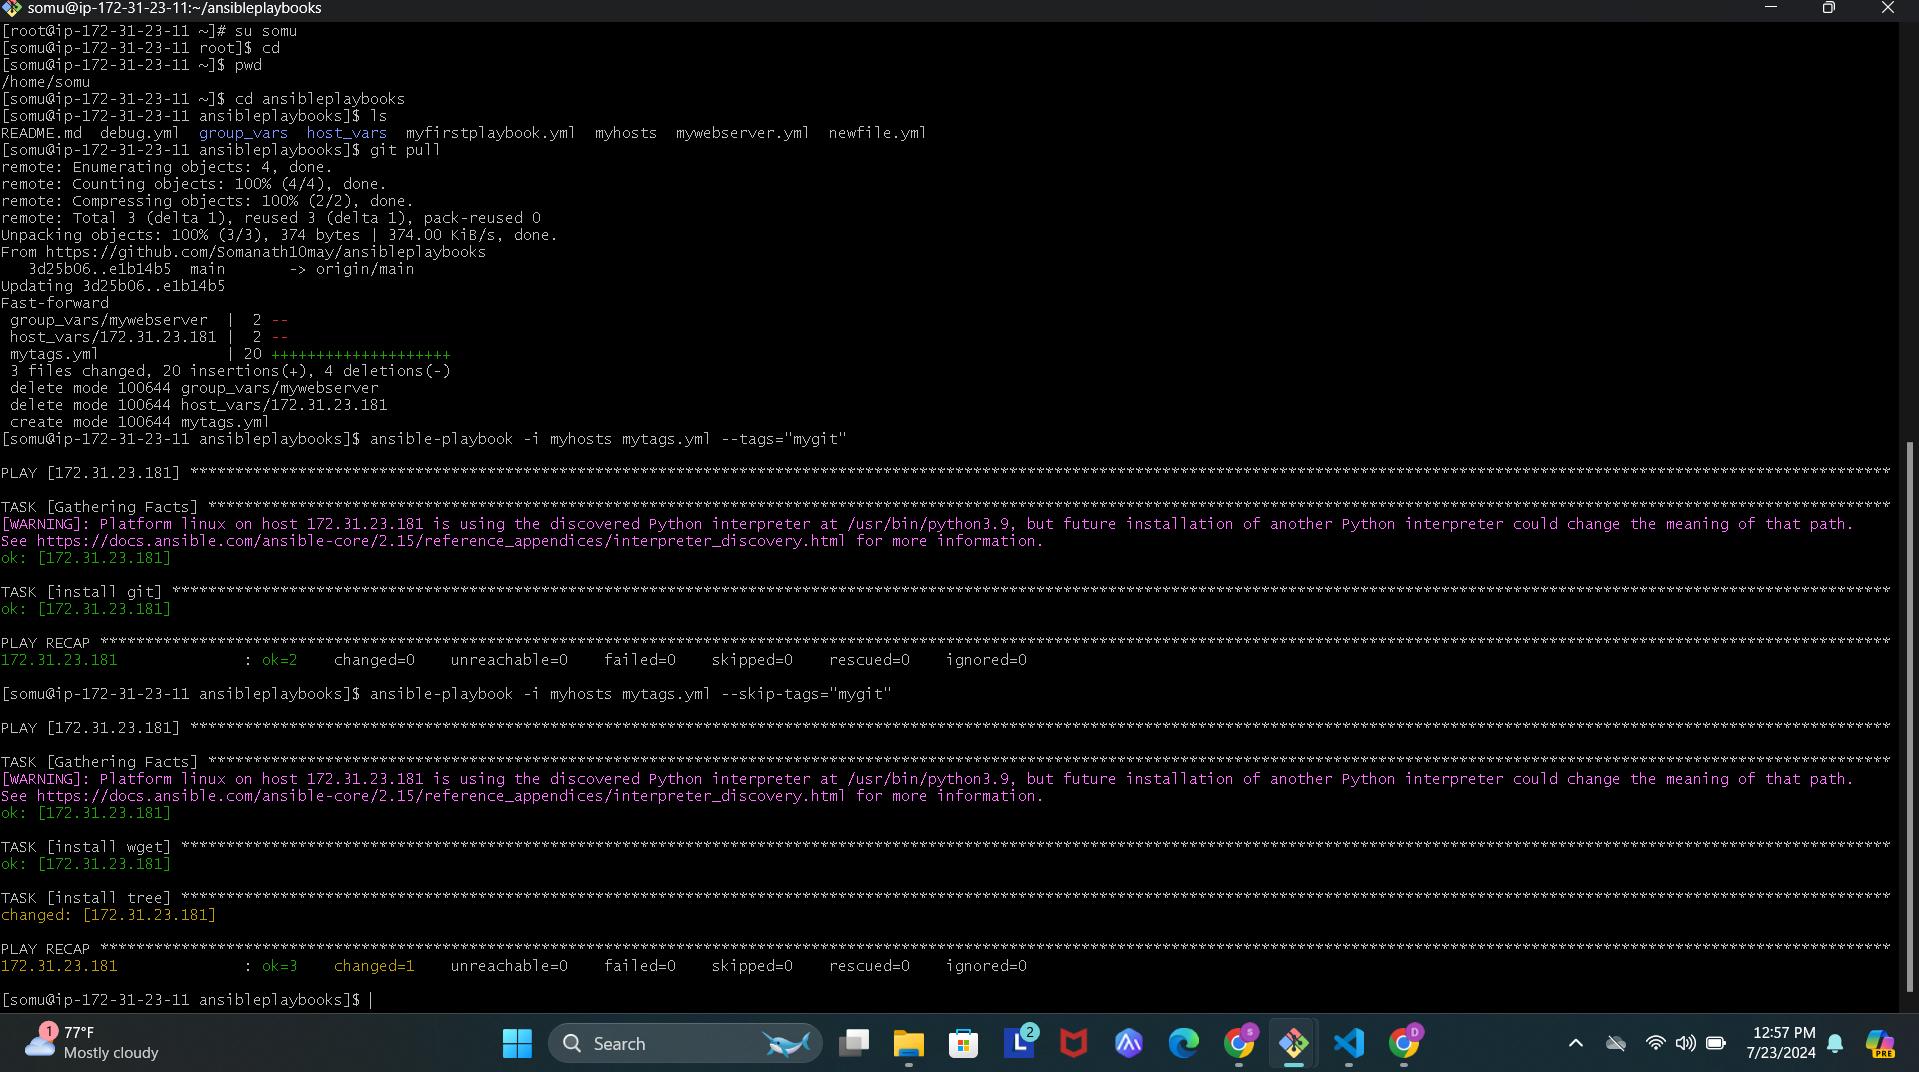 somu@ip-172-31-23-11:~/ansibleplaybooks
[root@ip-172-31-23-11 ~]# su somu
[somu@ip-172-31-23-11 root]$ cd
[somu@ip-172-31-23-11 ~]$ pwd
/home/somu
[somu@ip-172-31-23-11 ~]$ cd ansibleplaybooks
[somu@ip-172-31-23-11 ansibleplaybooks]$ ls
README.md  debug.yml  group_vars  host_vars  myfirstplaybook.yml  myhosts  mywebserver.yml  newfile.yml
[somu@ip-172-31-23-11 ansibleplaybooks]$ git pull
remote: Enumerating objects: 4, done.
remote: Counting objects: 100% (4/4), done.
remote: Compressing objects: 100% (2/2), done.
remote: Total 3 (delta 1), reused 3 (delta 1), pack-reused 0
Unpacking objects: 100% (3/3), 374 bytes | 374.00 KiB/s, done.
From https://github.com/Somanath10may/ansibleplaybooks
   3d25b06..e1b14b5  main       -> origin/main
Updating 3d25b06..e1b14b5
Fast-forward
 group_vars/mywebserver  |  2 --
 host_vars/172.31.23.181 |  2 --
 mytags.yml              | 20 ++++++++++++++++++++
 3 files changed, 20 insertions(+), 4 deletions(-)
 delete mode 100644 group_vars/mywebserver
 delete mode 100644 host_vars/172.31.23.181
 create mode 100644 mytags.yml
[somu@ip-172-31-23-11 ansibleplaybooks]$ ansible-playbook -i myhosts mytags.yml --tags="mygit"
PLAY [172.31.23.181] ****************************************************************
TASK [Gathering Facts] ****************************************************************
[WARNING]: Platform linux on host 172.31.23.181 is using the discovered Python interpreter at /usr/bin/python3.9, but future installation of another Python interpreter could change the meaning of that path.
See https://docs.ansible.com/ansible-core/2.15/reference_appendices/interpreter_discovery.html for more information.
ok: [172.31.23.181]
TASK [install git] ****************************************************************
ok: [172.31.23.181]
PLAY RECAP ****************************************************************
172.31.23.181              : ok=2    changed=0    unreachable=0    failed=0    skipped=0    rescued=0    ignored=0
[somu@ip-172-31-23-11 ansibleplaybooks]$ ansible-playbook -i myhosts mytags.yml --skip-tags="mygit"
PLAY [172.31.23.181] ****************************************************************
TASK [Gathering Facts] ****************************************************************
[WARNING]: Platform linux on host 172.31.23.181 is using the discovered Python interpreter at /usr/bin/python3.9, but future installation of another Python interpreter could change the meaning of that path.
See https://docs.ansible.com/ansible-core/2.15/reference_appendices/interpreter_discovery.html for more information.
ok: [172.31.23.181]
TASK [install wget] ****************************************************************
ok: [172.31.23.181]
TASK [install tree] ****************************************************************
changed: [172.31.23.181]
PLAY RECAP ****************************************************************
172.31.23.181              : ok=3    changed=1    unreachable=0    failed=0    skipped=0    rescued=0    ignored=0
[somu@ip-172-31-23-11 ansibleplaybooks]$
1
77°F
Mostly cloudy
Search
L
2
S
D
12:57 PM
7/23/2024
PRE